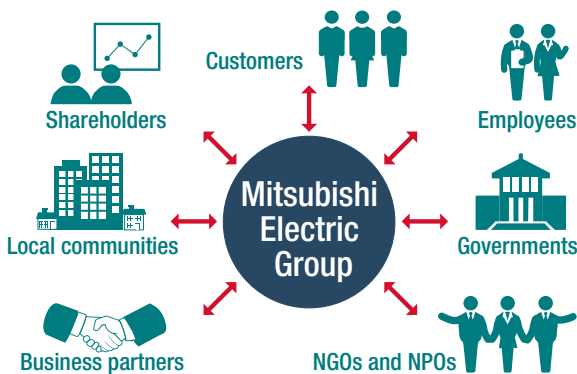 Customers
Shareholders
Employees
Mitsubishi
Electric
Group
Local communities
Governments
Business partners
NGOs and NPOs